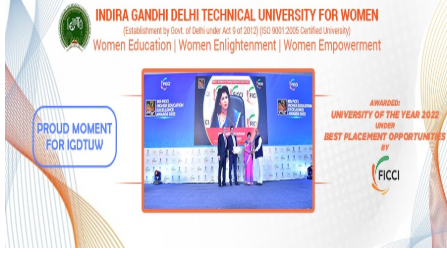 INDIRA GANDHI DELHI TECHNICAL UNIVERSITY FOR WOMEN
(Establishment by Govt. of Delhi under Act 9 of 2012) (ISO 9001:2005 Certified University)
Women Education | Women Enlightenment | Women Empowerment
PROUD MOMENT
FOR IGDTUW
AWARDED:
UNIVERSITY OF THE YEAR 2022
UNDER
BEST PLACEMENT OPPORTUNITIES
BY
FICCI